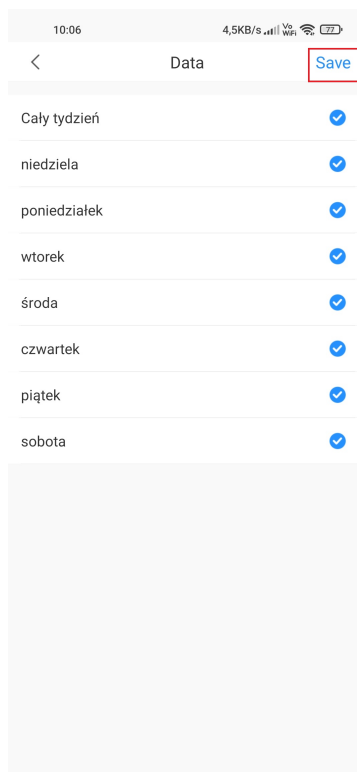 10:06 4,5KB/s Vo WiFi 77
Data Save
Cały tydzień
niedziela
poniedziałek
wtorek
środa
czwartek
piątek
sobota